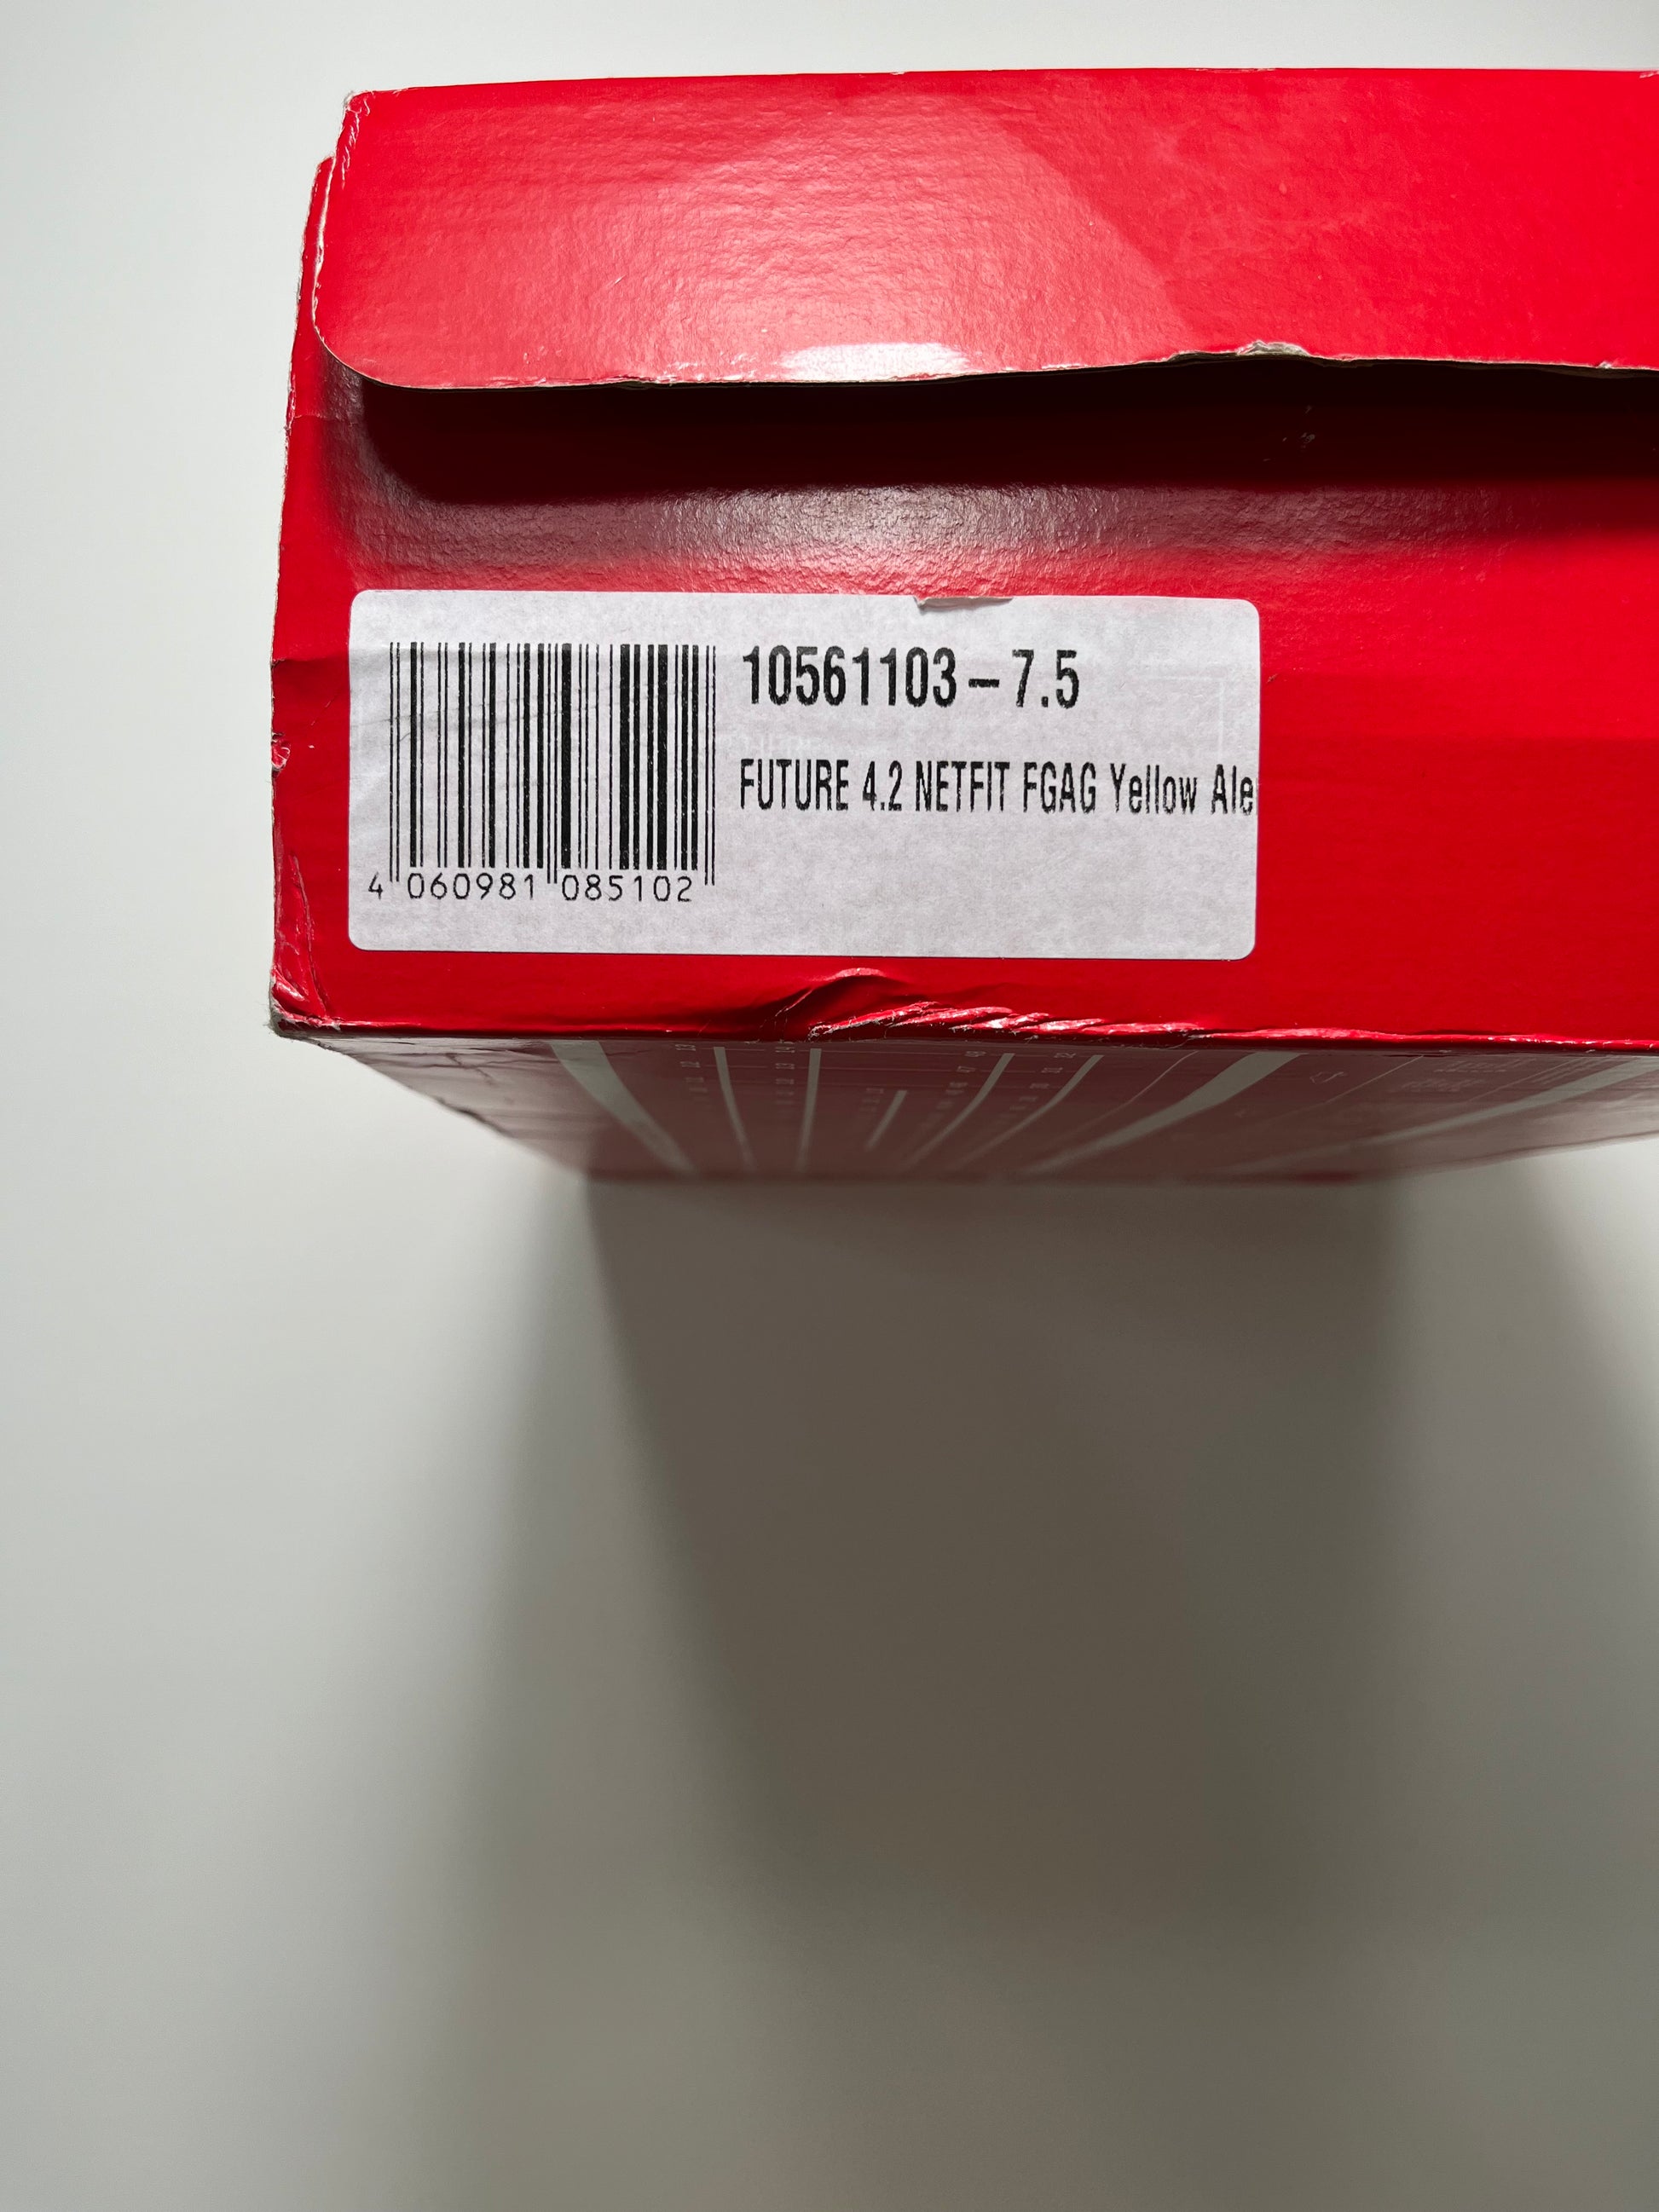 10561103-7.5
FUTURE 4.2 NETFIT FGAG Yellow Ale
4 060981 085102